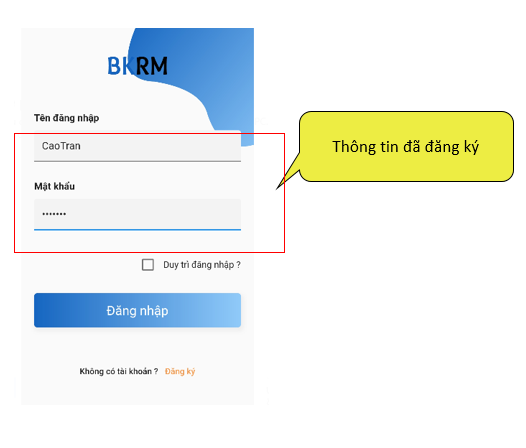 BKRM
Tên đăng nhập
CaoTran
Thông tin đã đăng ký
Mật khẩu
•••••••
Duy trì đăng nhập ?
Đăng nhập
Không có tài khoản ? Đăng ký